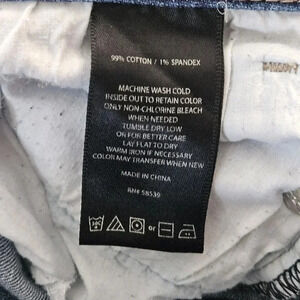 99% COTTON / 1% SPANDEX
MACHINE WASH COLD
INSIDE OUT TO RETAIN COLOR
ONLY NON-CHLORINE BLEACH
WHEN NEEDED
TUMBLE DRY LOW
OR FOR BETTER CARE
LAY FLAT TO DRY
WARM IRON IF NECESSARY
COLOR MAY TRANSFER WHEN NEW
MADE IN CHINA
RN# 58539
or